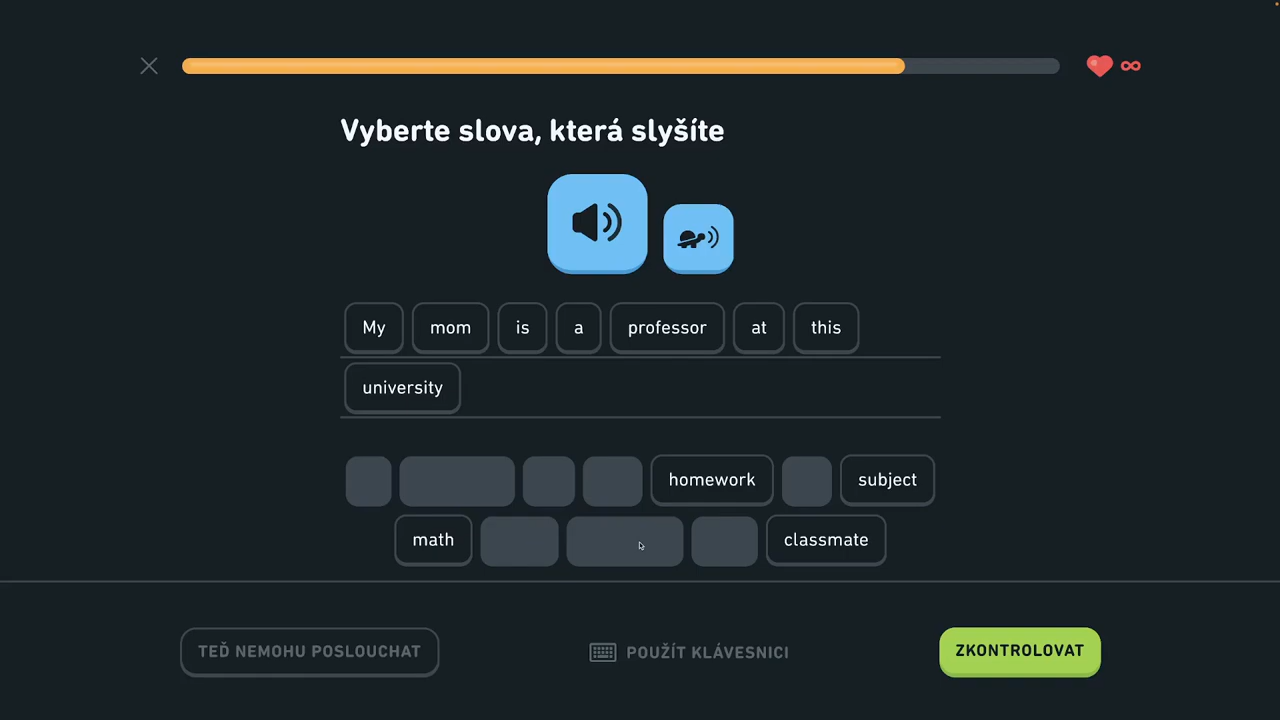 Vyberte slova, která slyšíte
My mom is a professor at this
university
homework subject
math classmate
TEĎ NEMOHU POSLOUCHAT POUŽÍT KLÁVESNICI ZKONTROLOVAT